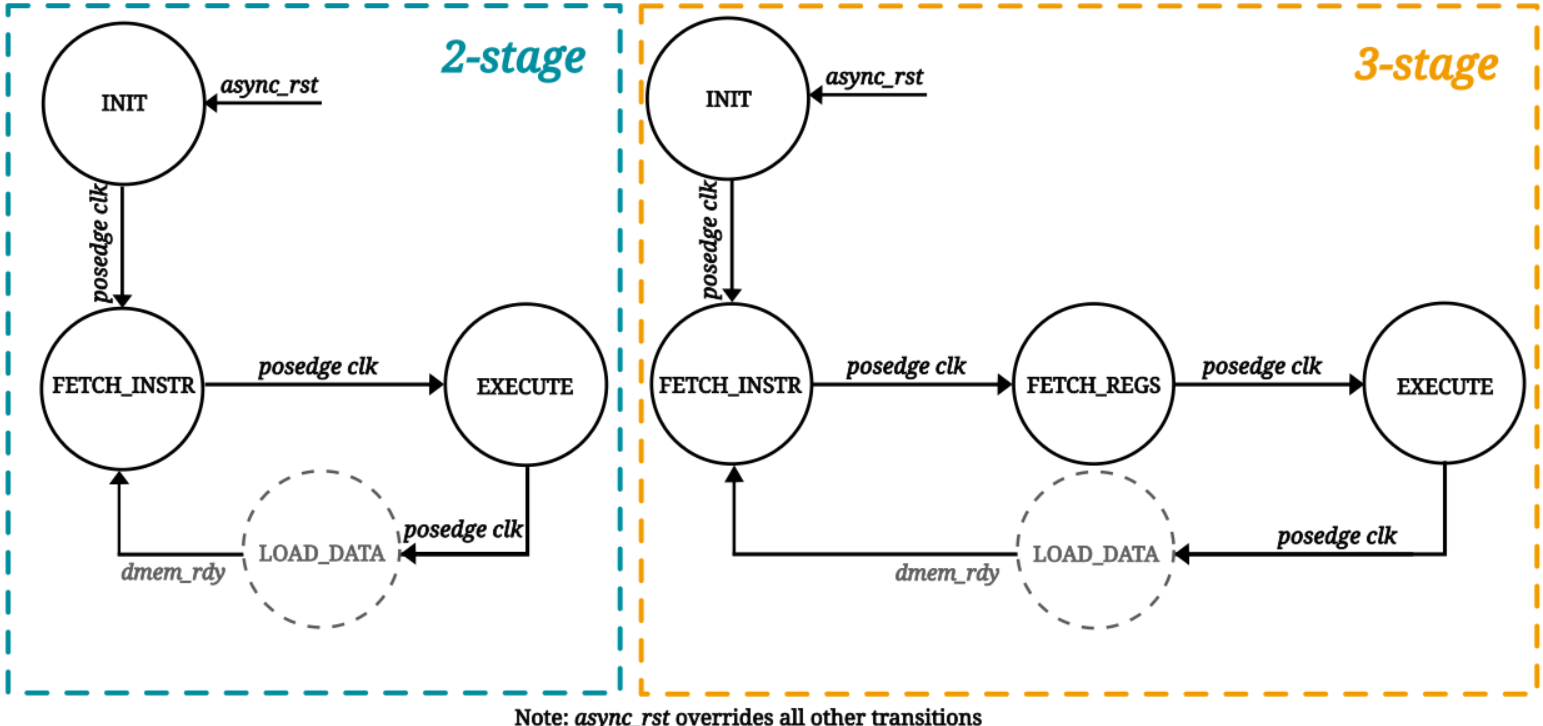 2-stage
INIT
async_rst
posedge clk
FETCH_INSTR
posedge clk
EXECUTE
posedge clk
LOAD_DATA
dmem_rdy
3-stage
INIT
async_rst
posedge clk
FETCH_INSTR
posedge clk
FETCH_REGS
posedge clk
EXECUTE
posedge clk
LOAD_DATA
dmem_rdy
Note: async_rst overrides all other transitions